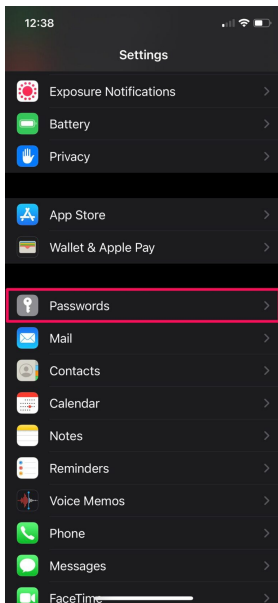 12:38
Settings
Exposure Notifications
Battery
Privacy
App Store
Wallet & Apple Pay
Passwords
Mail
Contacts
Calendar
Notes
Reminders
Voice Memos
Phone
Messages
FaceTime